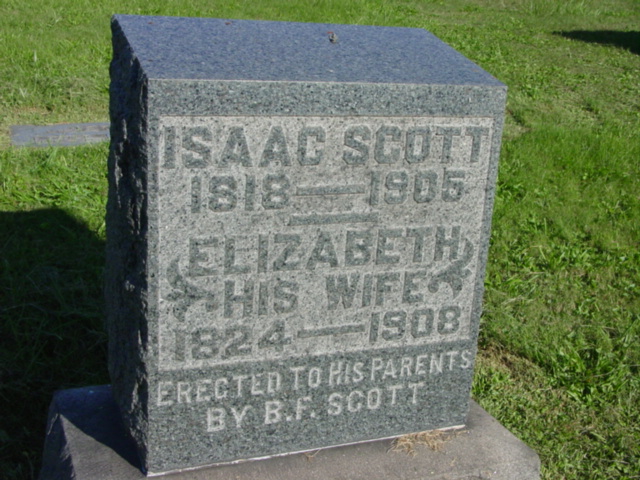 ISAAC SCOTT
1818 — 1905
ELIZABETH
HIS WIFE
1824 — 1908
ERECTED TO HIS PARENTS
BY B.F. SCOTT